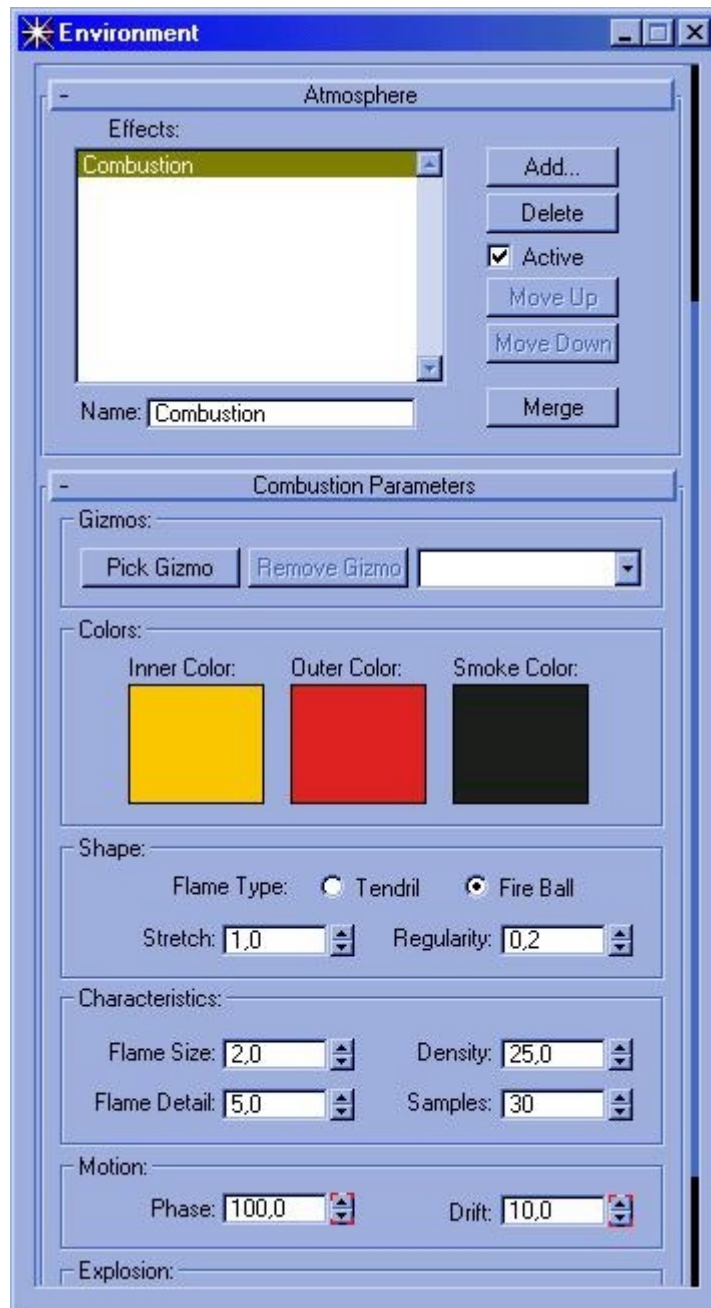 Environment
- Atmosphere
Effects:
Combustion
Add...
Delete
Active
Move Up
Move Down
Name: Combustion
Merge
- Combustion Parameters
Gizmos:
Pick Gizmo Remove Gizmo
Colors:
Inner Color: Outer Color: Smoke Color:
Shape:
Flame Type: Tendril Fire Ball
Stretch: 1,0 Regularity: 0,2
Characteristics:
Flame Size: 2,0 Density: 25,0
Flame Detail: 5,0 Samples: 30
Motion:
Phase: 100,0 Drift: 10,0
Explosion: